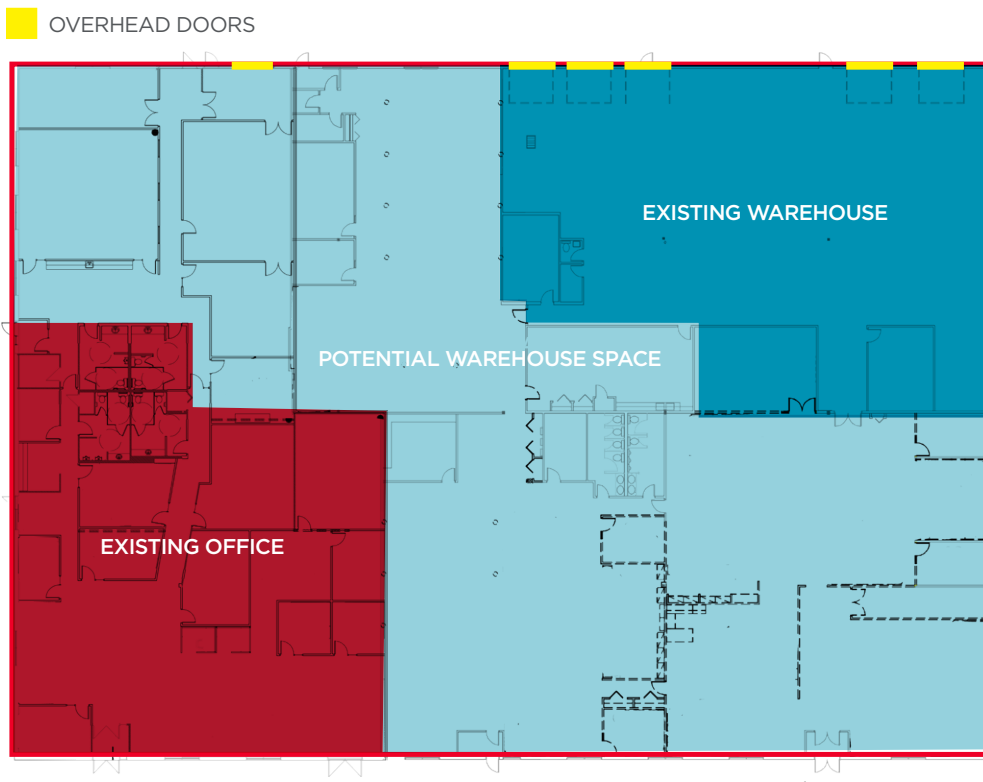 OVERHEAD DOORS
EXISTING WAREHOUSE
POTENTIAL WAREHOUSE SPACE
EXISTING OFFICE